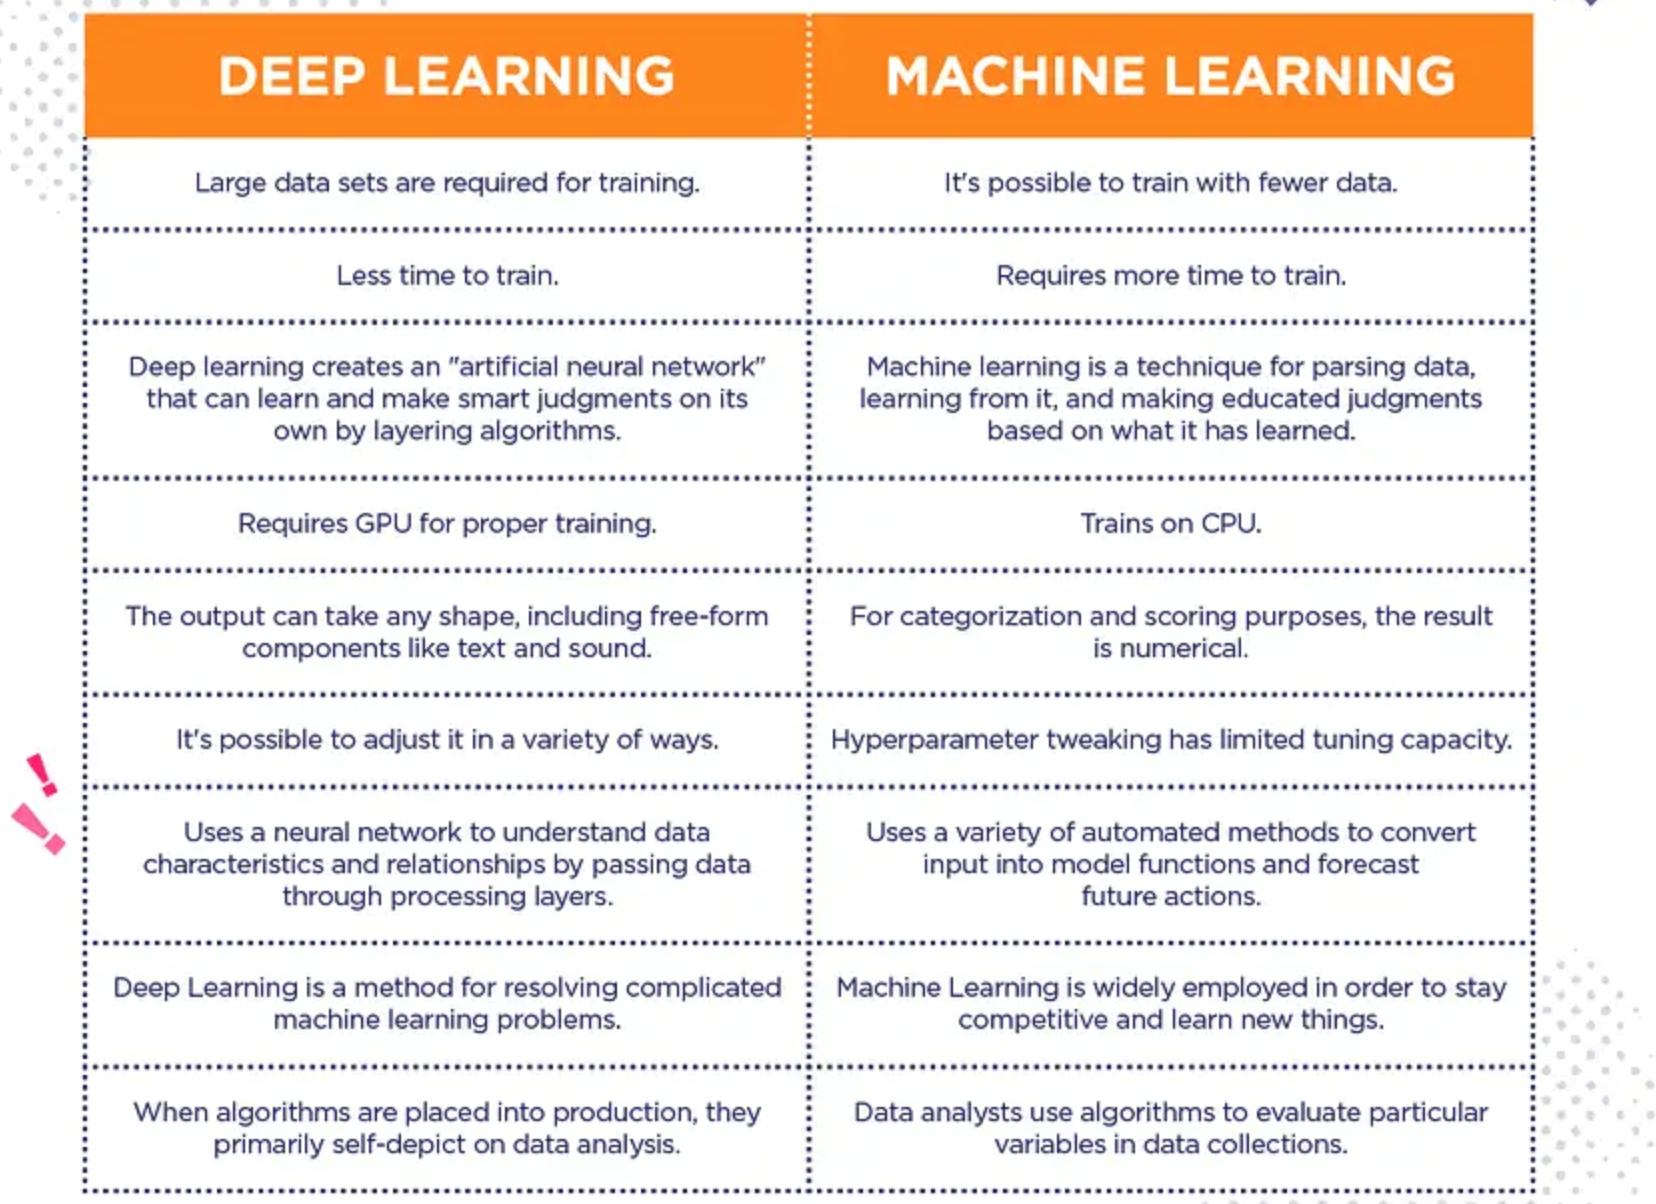 DEEP LEARNING
MACHINE LEARNING
Large data sets are required for training.
It's possible to train with fewer data.
Less time to train.
Requires more time to train.
Deep learning creates an "artificial neural network"
that can learn and make smart judgments on its
own by layering algorithms.
Machine learning is a technique for parsing data,
learning from it, and making educated judgments
based on what it has learned.
Requires GPU for proper training.
Trains on CPU.
The output can take any shape, including free-form
components like text and sound.
For categorization and scoring purposes, the result
is numerical.
It's possible to adjust it in a variety of ways.
Hyperparameter tweaking has limited tuning capacity.
Uses a neural network to understand data
characteristics and relationships by passing data
through processing layers.
Uses a variety of automated methods to convert
input into model functions and forecast
future actions.
Deep Learning is a method for resolving complicated
machine learning problems.
Machine Learning is widely employed in order to stay
competitive and learn new things.
When algorithms are placed into production, they
primarily self-depict on data analysis.
Data analysts use algorithms to evaluate particular
variables in data collections.